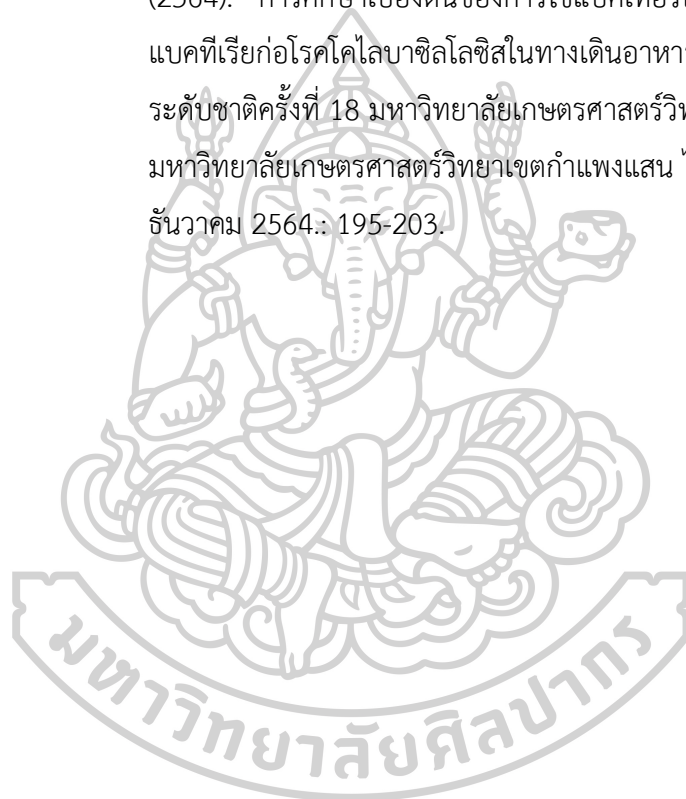 (2564). การศึกษาเบื้องต้นของการใช้แบคเทอริ
แบคทีเรียก่อโรคโคไลบาซิลโลซิสในทางเดินอาหาร
ระดับชาติครั้งที่ 18 มหาวิทยาลัยเกษตรศาสตร์
มหาวิทยาลัยเกษตรศาสตร์วิทยาเขตกำแพงแสน
ธันวาคม 2564.: 195-203.
มหาวิทยาลัยศิลปากร